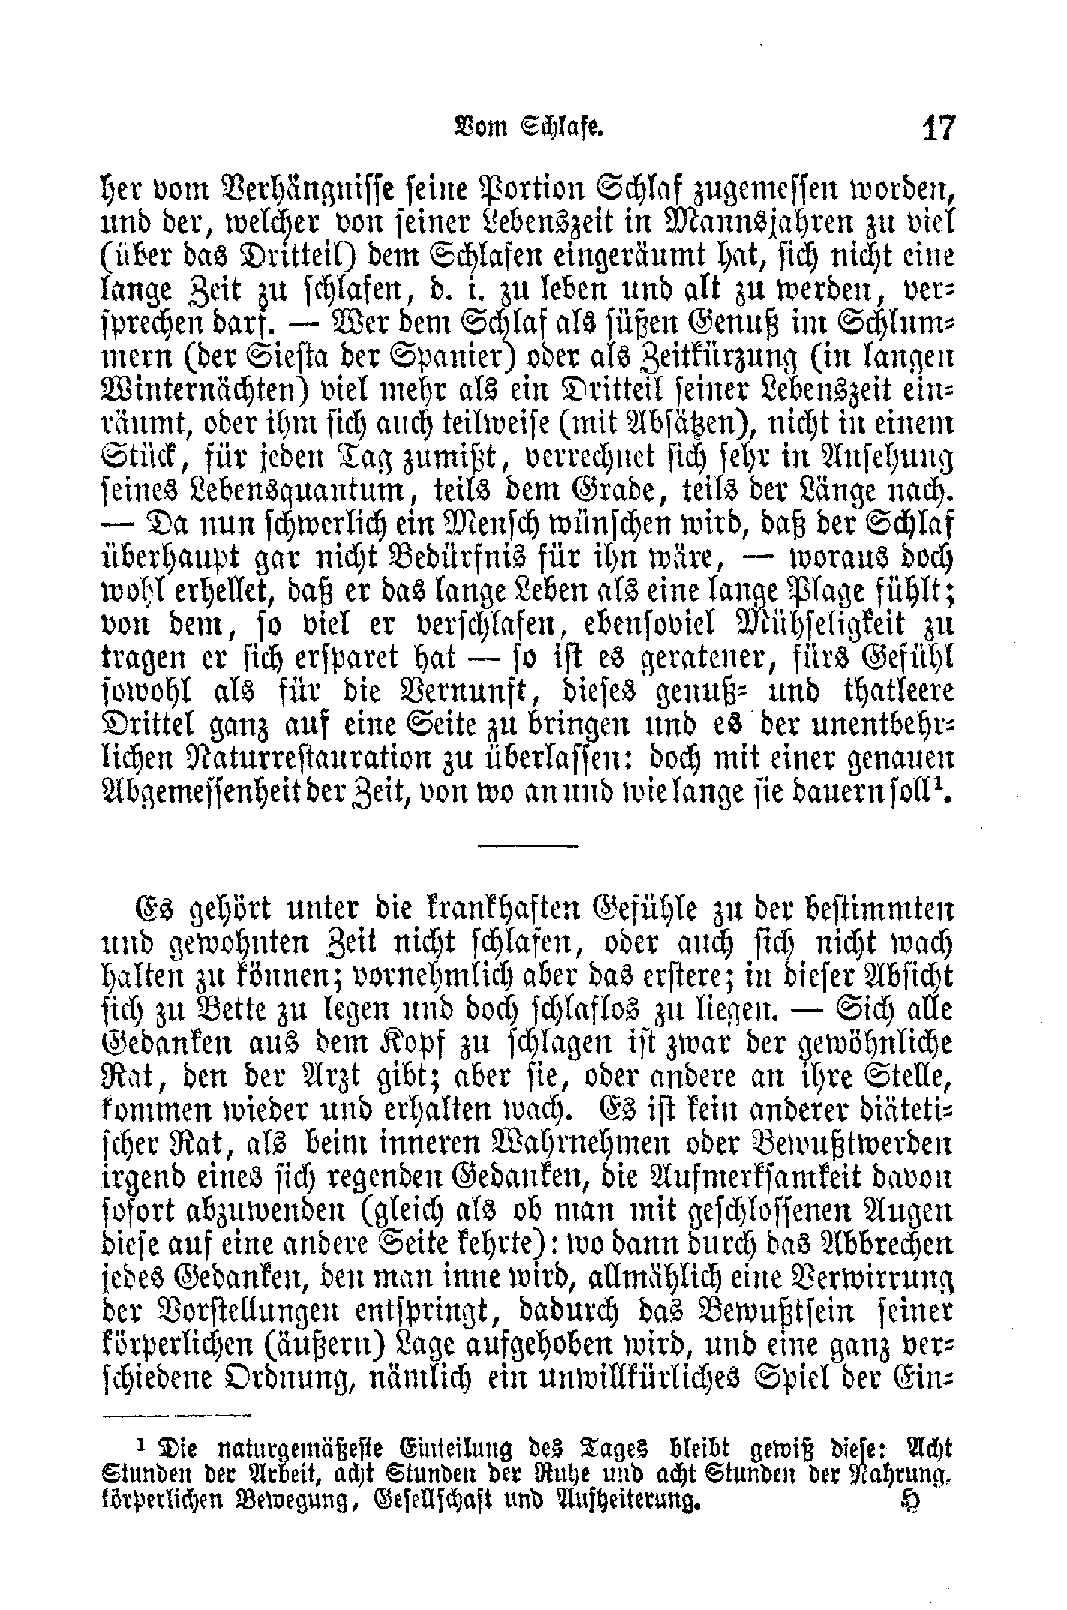 Vom Schlafe. 17
her vom Verhängnisse seine Portion Schlaf zugemessen worden,
und der, welcher von seiner Lebenszeit in Mannsjahren zu viel
(über das Dritteil) dem Schlafen eingeräumt hat, sich nicht eine
lange Zeit zu schlafen, d. i. zu leben und alt zu werden, ver-
sprechen darf. — Wer dem Schlaf als süßen Genuß im Schlum-
mern (der Siesta der Spanier) oder als Zeitkürzung (in langen
Winternächten) viel mehr als ein Dritteil seiner Lebenszeit ein-
räumt, oder ihm sich auch teilweise (mit Absätzen), nicht in einem
Stück, für jeden Tag zumißt, verrechnet sich sehr in Ansehung
seines Lebensquantum, teils dem Grade, teils der Länge nach.
— Da nun schwerlich ein Mensch wünschen wird, daß der Schlaf
überhaupt gar nicht Bedürfnis für ihn wäre, — woraus doch
wohl erhellet, daß er das lange Leben als eine lange Plage fühlt;
von dem, so viel er verschlafen, ebensoviel Mühseligkeit zu
tragen er sich ersparet hat — so ist es geratener, fürs Gefühl
sowohl als für die Vernunft, dieses genuß- und thatleere
Drittel ganz auf eine Seite zu bringen und es der unentbehr-
lichen Naturrestauration zu überlassen: doch mit einer genauen
Abgemessenheit der Zeit, von wo an und wie lange sie dauern soll¹.
Es gehört unter die krankhaften Gefühle zu der bestimmten
und gewohnten Zeit nicht schlafen, oder auch sich nicht wach
halten zu können; vornehmlich aber das erstere; in dieser Absicht
sich zu Bette zu legen und doch schlaflos zu liegen. — Sich alle
Gedanken aus dem Kopf zu schlagen ist zwar der gewöhnliche
Rat, den der Arzt gibt; aber sie, oder andere an ihre Stelle,
kommen wieder und erhalten wach. Es ist kein anderer diäteti-
scher Rat, als beim inneren Wahrnehmen oder Bewußtwerden
irgend eines sich regenden Gedanken, die Aufmerksamkeit davon
sofort abzuwenden (gleich als ob man mit geschlossenen Augen
diese auf eine andere Seite kehrte): wo dann durch das Abbrechen
jedes Gedanken, den man inne wird, allmählich eine Verwirrung
der Vorstellungen entspringt, dadurch das Bewußtsein seiner
körperlichen (äußern) Lage aufgehoben wird, und eine ganz ver-
schiedene Ordnung, nämlich ein unwillkürliches Spiel der Ein-
¹ Die naturgemäßeste Einteilung des Tages bleibt gewiß diese: Acht
Stunden der Arbeit, acht Stunden der Ruhe und acht Stunden der Nahrung,
körperlichen Bewegung, Gesellschaft und Aufheiterung. H